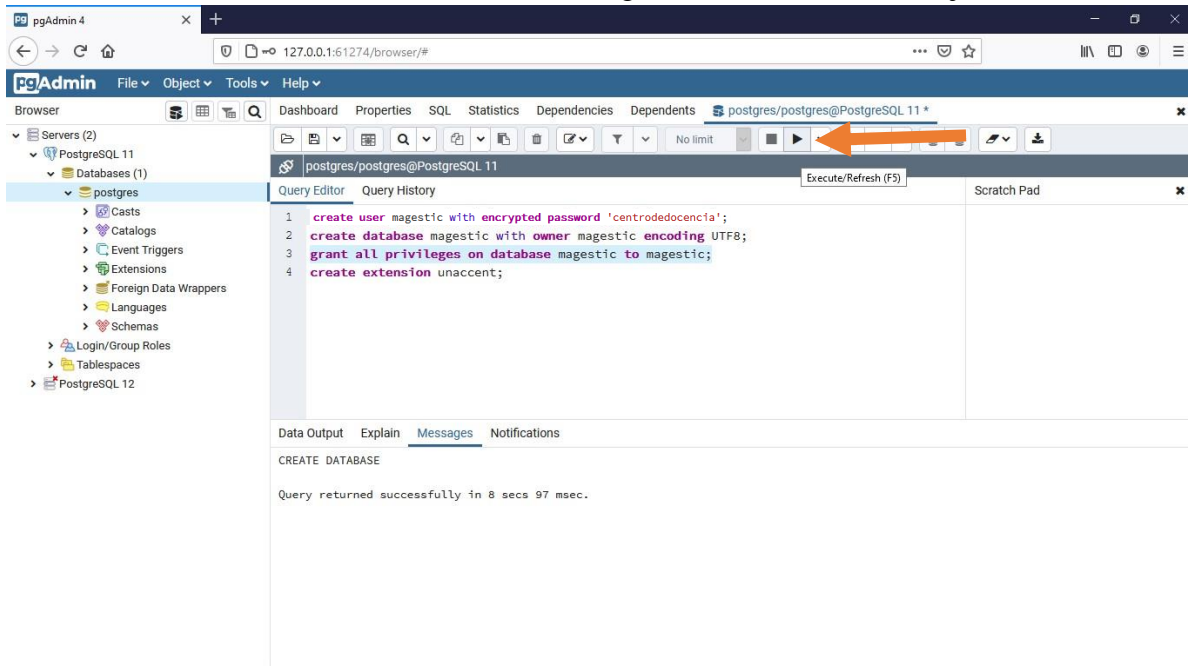 pgAdmin 4
127.0.0.1:61274/browser/#
PgAdmin File Object Tools Help
Browser
Dashboard Properties SQL Statistics Dependencies Dependents postgres/postgres@PostgreSQL 11 *
Servers (2)
PostgreSQL 11
Databases (1)
postgres
Casts
Catalogs
Event Triggers
Extensions
Foreign Data Wrappers
Languages
Schemas
Login/Group Roles
Tablespaces
PostgreSQL 12
No limit
Execute/Refresh (F5)
postgres/postgres@PostgreSQL 11
Query Editor Query History
Scratch Pad
1 create user magestic with encrypted password 'centrodedocencia';
2 create database magestic with owner magestic encoding UTF8;
3 grant all privileges on database magestic to magestic;
4 create extension unaccent;
Data Output Explain Messages Notifications
CREATE DATABASE
Query returned successfully in 8 secs 97 msec.